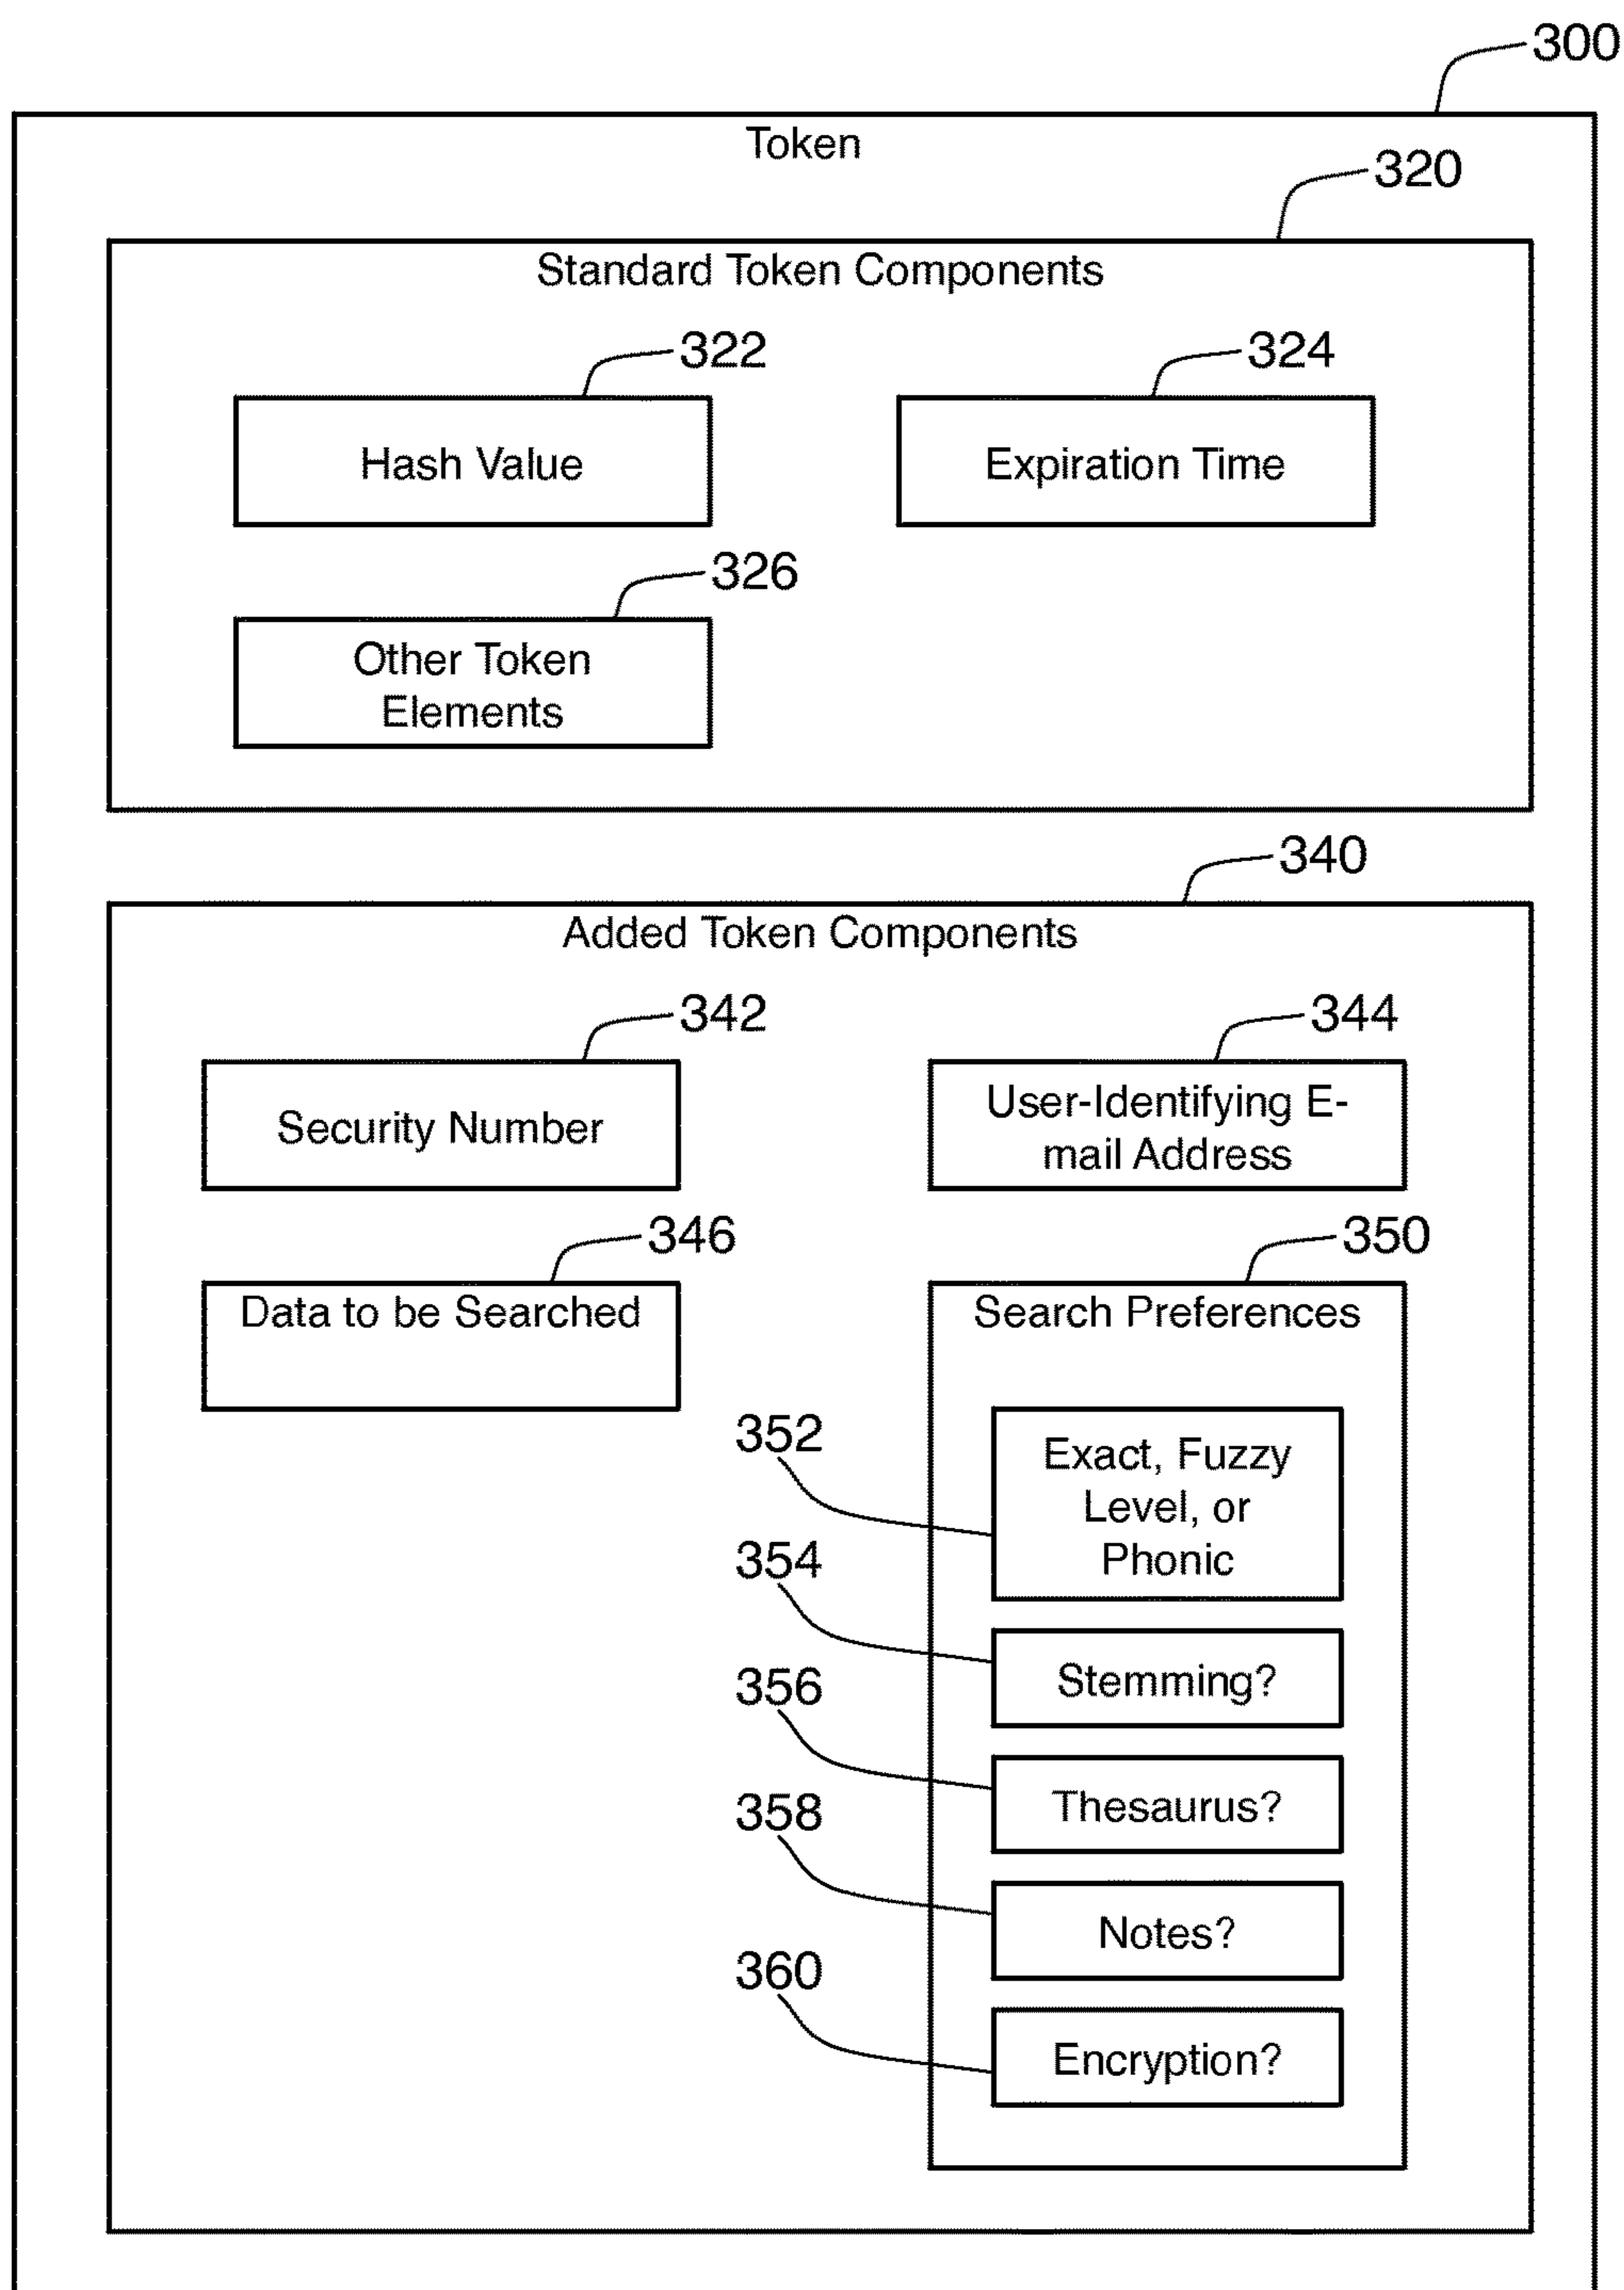 300
Token
320
Standard Token Components
322
324
Hash Value
Expiration Time
326
Other Token
Elements
340
Added Token Components
342
344
Security Number
User-Identifying E-
mail Address
346
350
Data to be Searched
Search Preferences
352
Exact, Fuzzy
Level, or
Phonic
354
Stemming?
356
Thesaurus?
358
Notes?
360
Encryption?